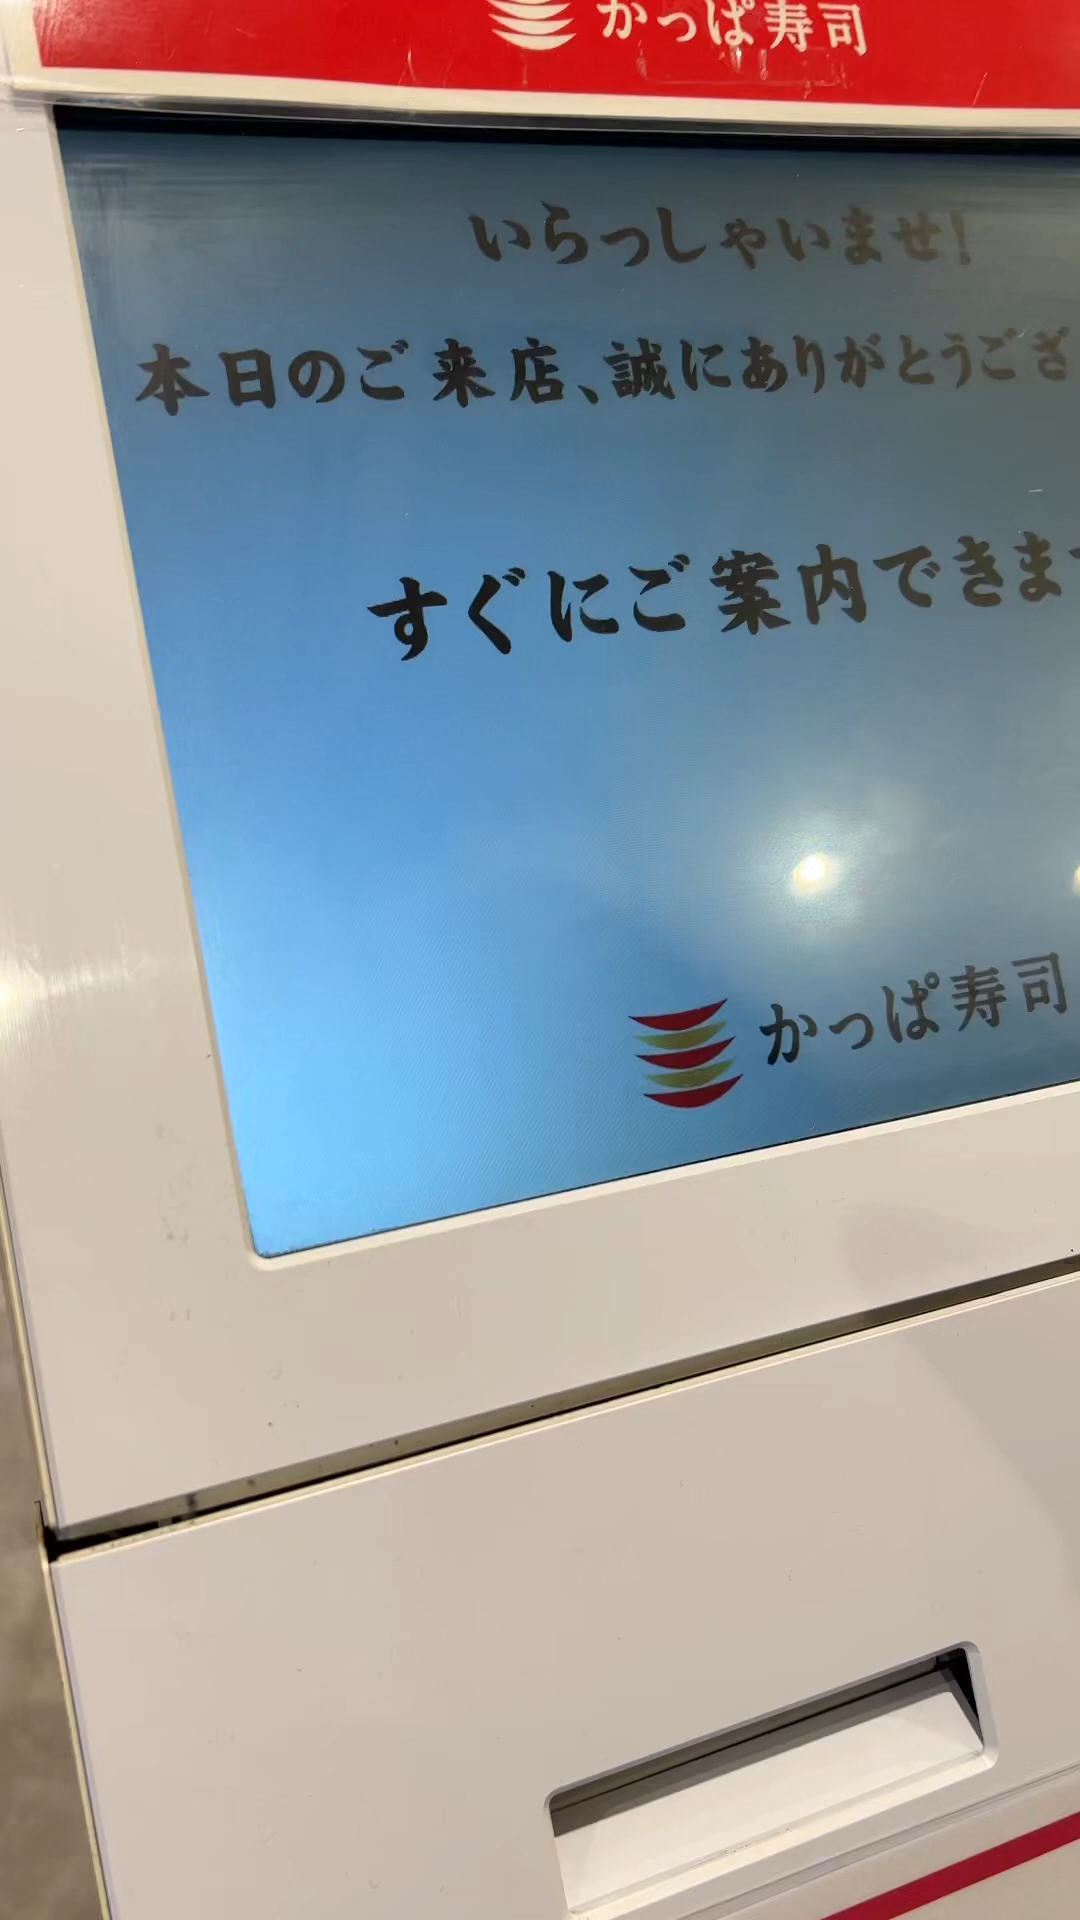 かっぱ寿司
いらっしゃいませ!
本日のご来店、誠にありがとうござ
すぐにご案内できま
かっぱ寿司